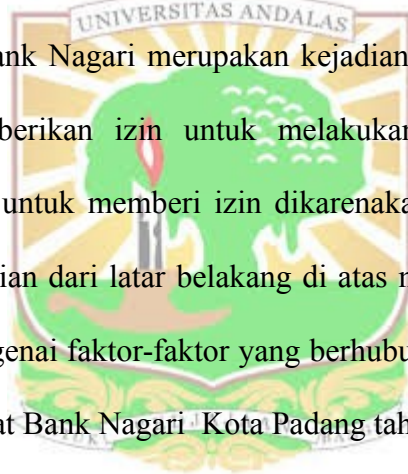 UNIVERSITAS ANDALAS
ank Nagari merupakan kejadian
berikan izin untuk melakukan
untuk memberi izin dikarenaka
ian dari latar belakang di atas m
genai faktor-faktor yang berhubu
at Bank Nagari Kota Padang tah